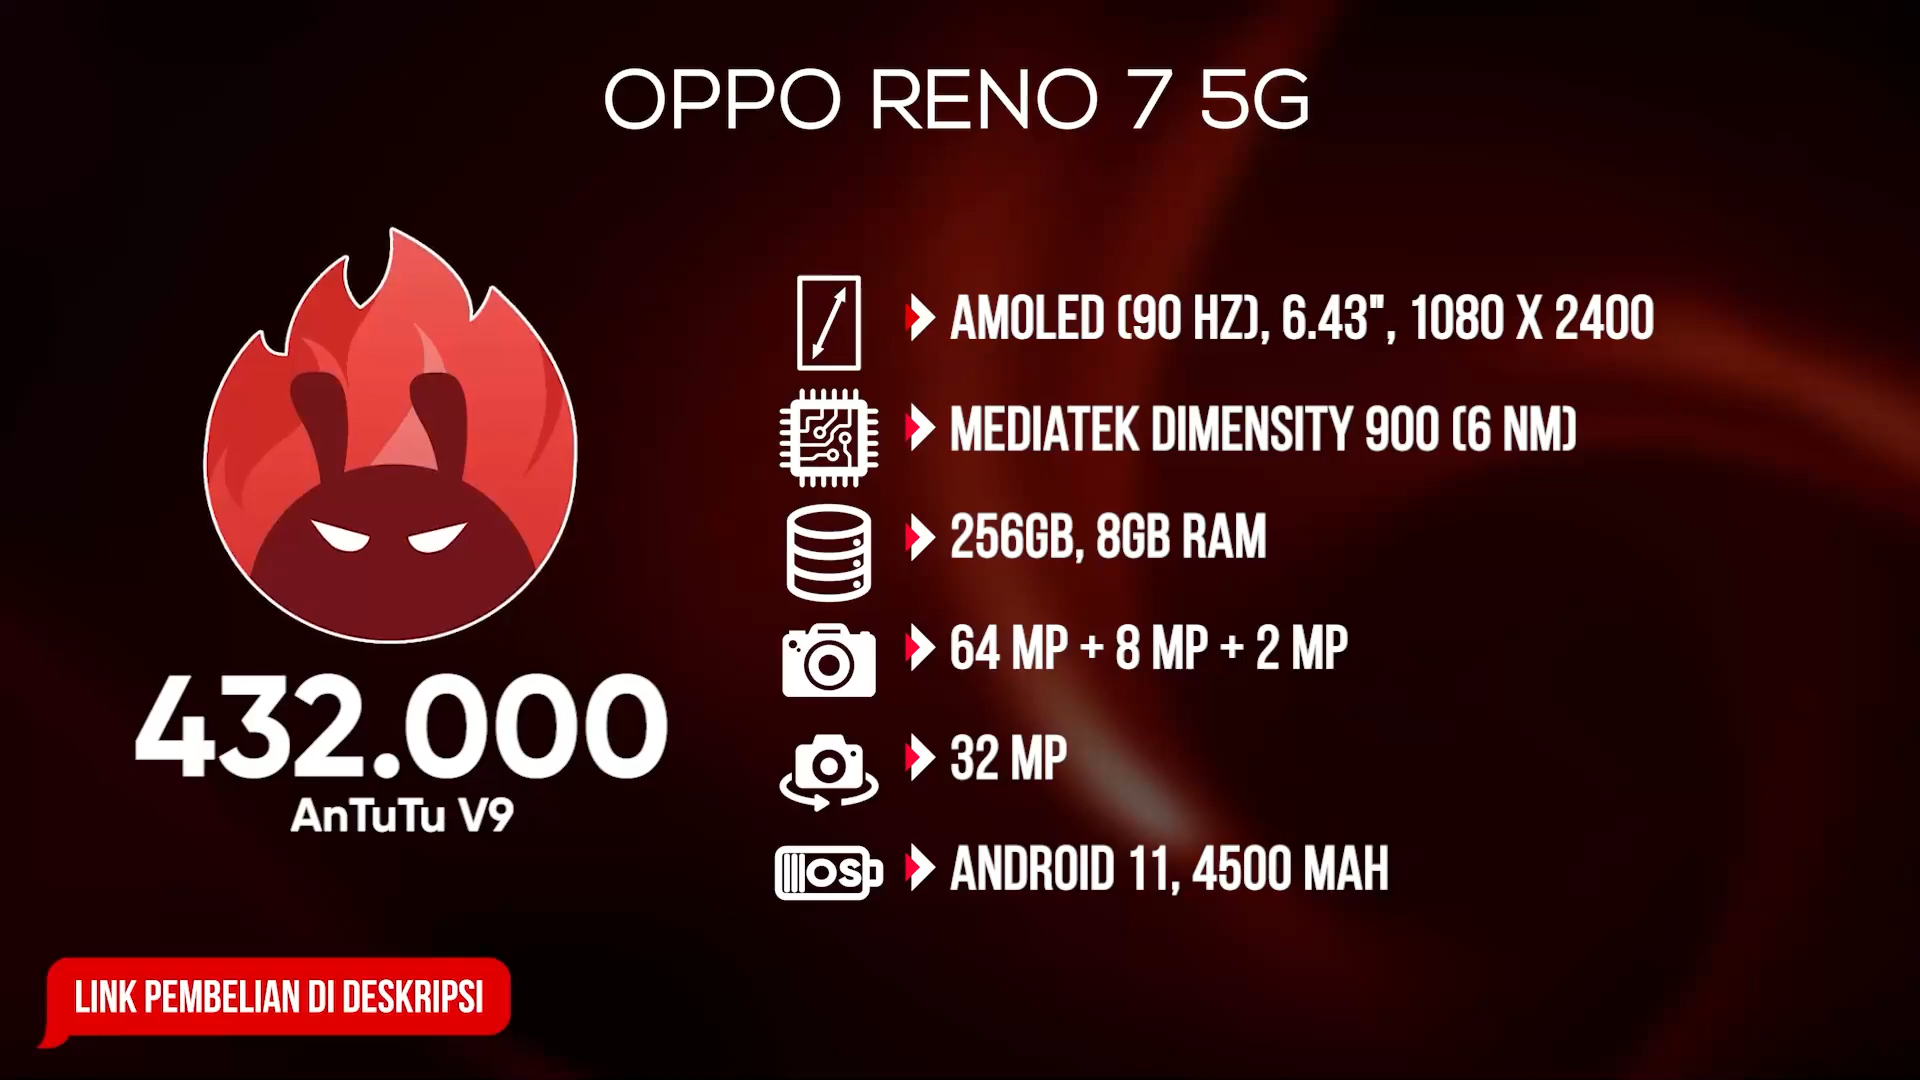 OPPO RENO 7 5G
AMOLED (90 HZ), 6.43", 1080 X 2400
MEDIATEK DIMENSITY 900 (6 NM)
256GB, 8GB RAM
64 MP + 8 MP + 2 MP
32 MP
OS
ANDROID 11, 4500 MAH
432.000
AnTuTu V9
LINK PEMBELIAN DI DESKRIPSI